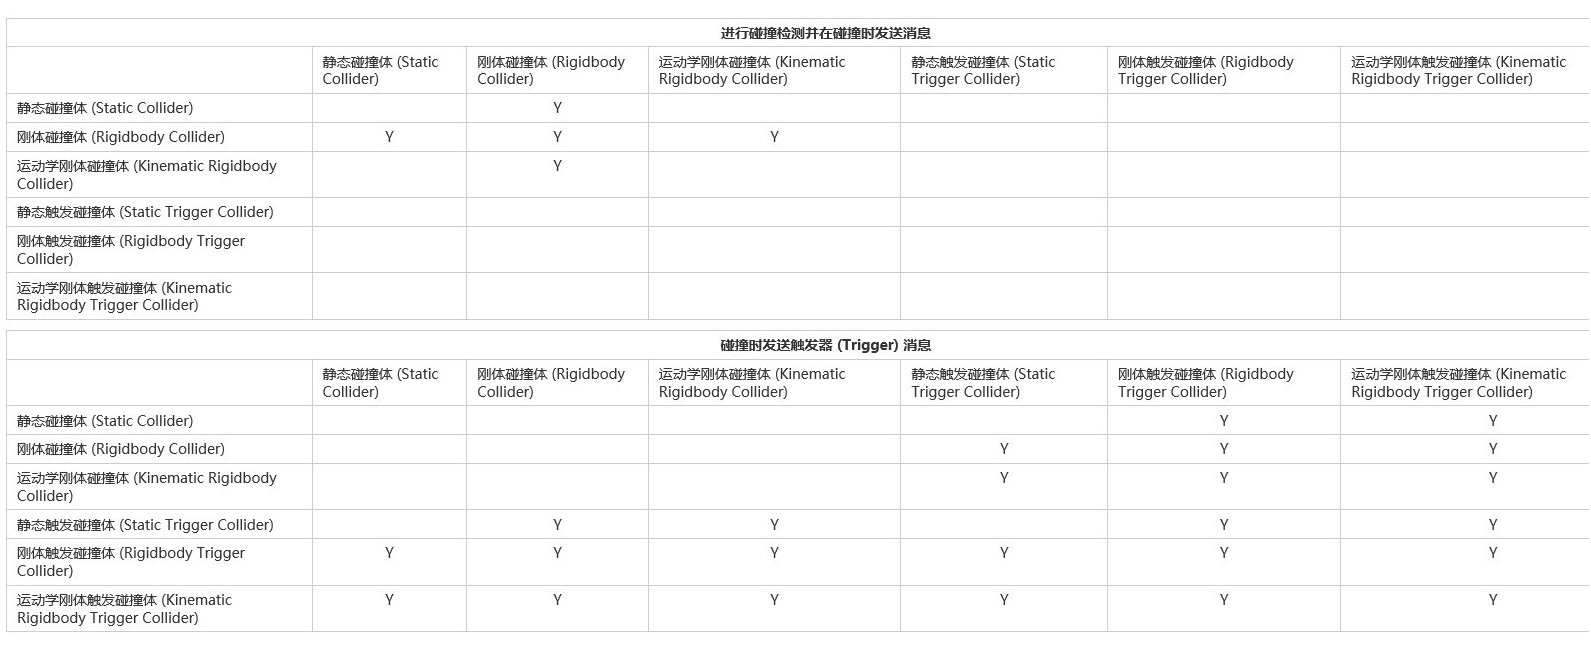 进行碰撞检测并在碰撞时发送消息
静态碰撞体 (Static Collider) 刚体碰撞体 (Rigidbody Collider) 运动学刚体碰撞体 (Kinematic Rigidbody Collider) 静态触发碰撞体 (Static Trigger Collider) 刚体触发碰撞体 (Rigidbody Trigger Collider) 运动学刚体触发碰撞体 (Kinematic Rigidbody Trigger Collider)
静态碰撞体 (Static Collider) Y
刚体碰撞体 (Rigidbody Collider) Y Y Y
运动学刚体碰撞体 (Kinematic Rigidbody Collider) Y
静态触发碰撞体 (Static Trigger Collider)
刚体触发碰撞体 (Rigidbody Trigger Collider)
运动学刚体触发碰撞体 (Kinematic Rigidbody Trigger Collider)
碰撞时发送触发器 (Trigger) 消息
静态碰撞体 (Static Collider) 刚体碰撞体 (Rigidbody Collider) 运动学刚体碰撞体 (Kinematic Rigidbody Collider) 静态触发碰撞体 (Static Trigger Collider) 刚体触发碰撞体 (Rigidbody Trigger Collider) 运动学刚体触发碰撞体 (Kinematic Rigidbody Trigger Collider)
静态碰撞体 (Static Collider) Y Y
刚体碰撞体 (Rigidbody Collider) Y Y Y
运动学刚体碰撞体 (Kinematic Rigidbody Collider) Y Y Y
静态触发碰撞体 (Static Trigger Collider) Y Y Y Y
刚体触发碰撞体 (Rigidbody Trigger Collider) Y Y Y Y Y Y
运动学刚体触发碰撞体 (Kinematic Rigidbody Trigger Collider) Y Y Y Y Y Y